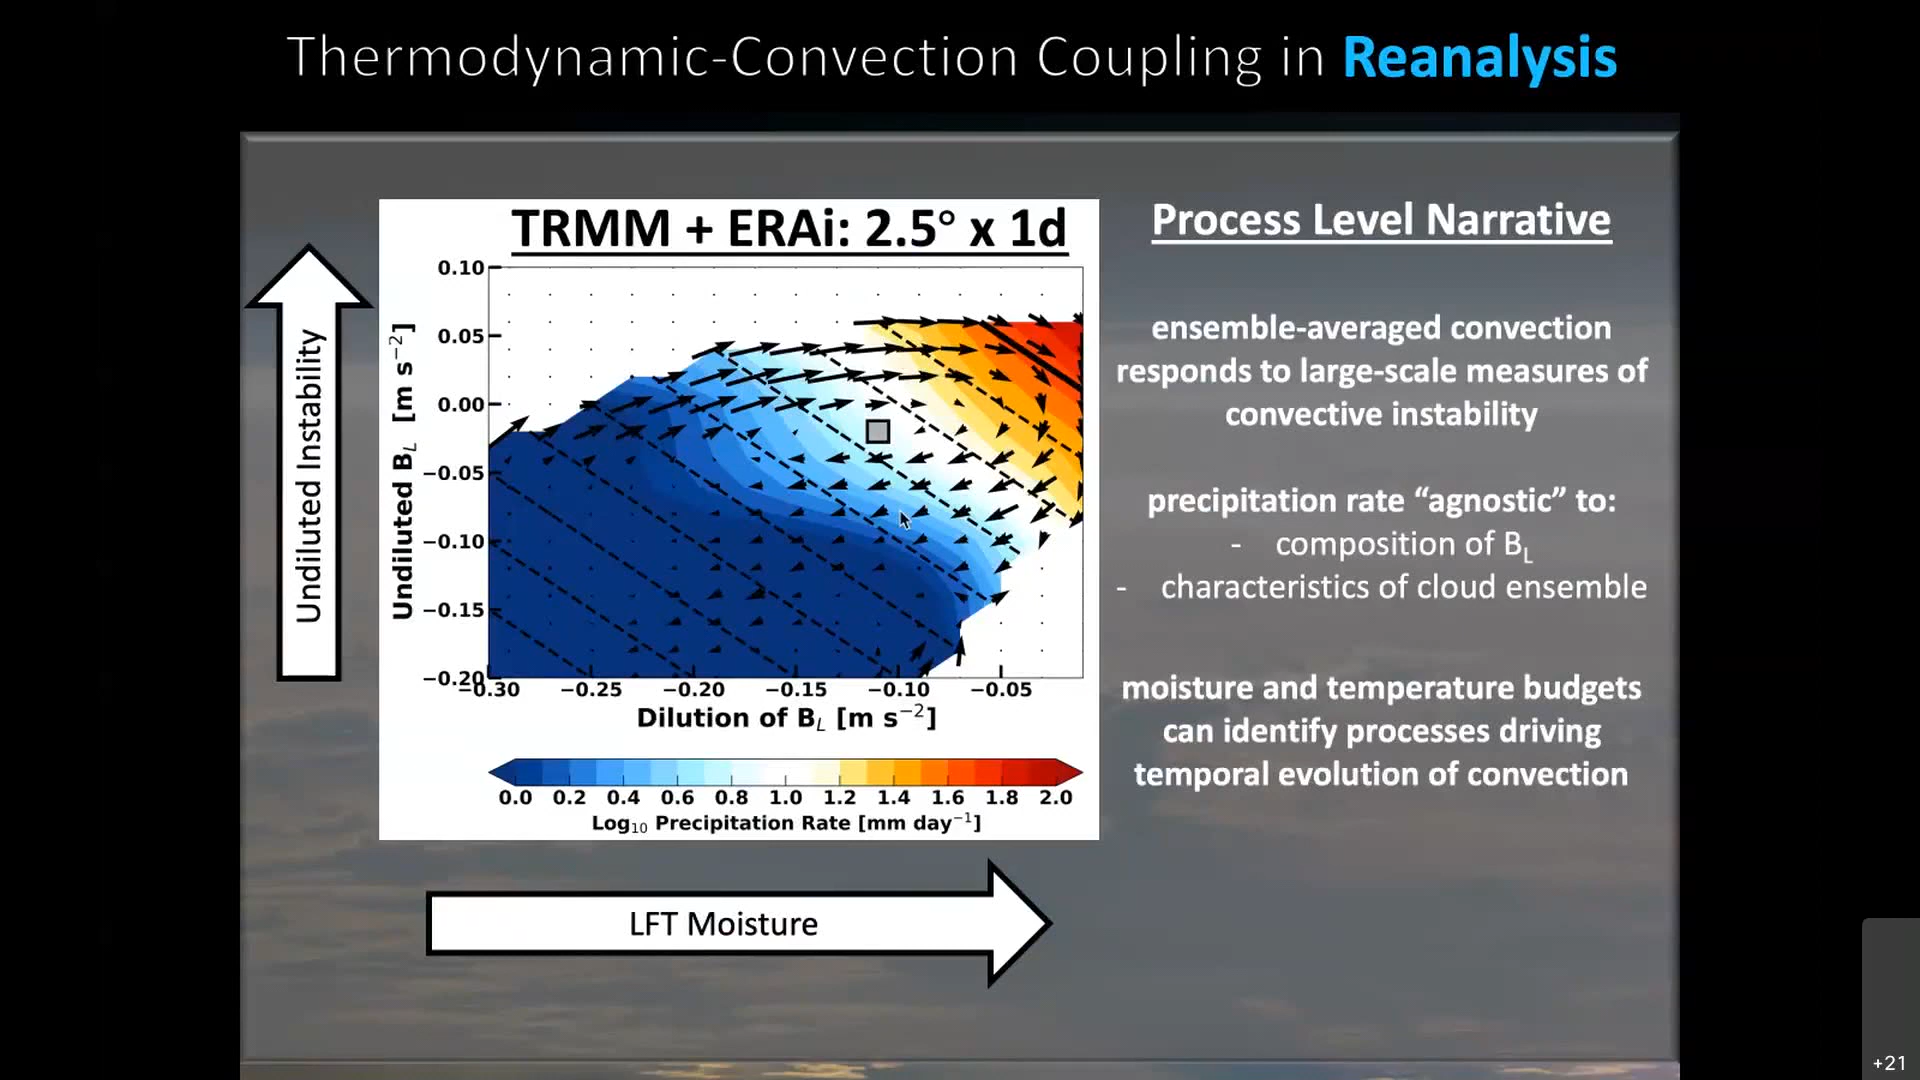 Thermodynamic-Convection Coupling in Reanalysis
TRMM + ERAi: 2.5° x 1d
Undiluted Instability
Undiluted B_L [m s⁻²]
0.10
0.05
0.00
−0.05
−0.10
−0.15
−0.20
−0.30 −0.25 −0.20 −0.15 −0.10 −0.05
Dilution of B_L [m s⁻²]
0.0 0.2 0.4 0.6 0.8 1.0 1.2 1.4 1.6 1.8 2.0
Log₁₀ Precipitation Rate [mm day⁻¹]
LFT Moisture
Process Level Narrative
ensemble-averaged convection
responds to large-scale measures of
convective instability
precipitation rate “agnostic” to:
- composition of B_L
- characteristics of cloud ensemble
moisture and temperature budgets
can identify processes driving
temporal evolution of convection
+21